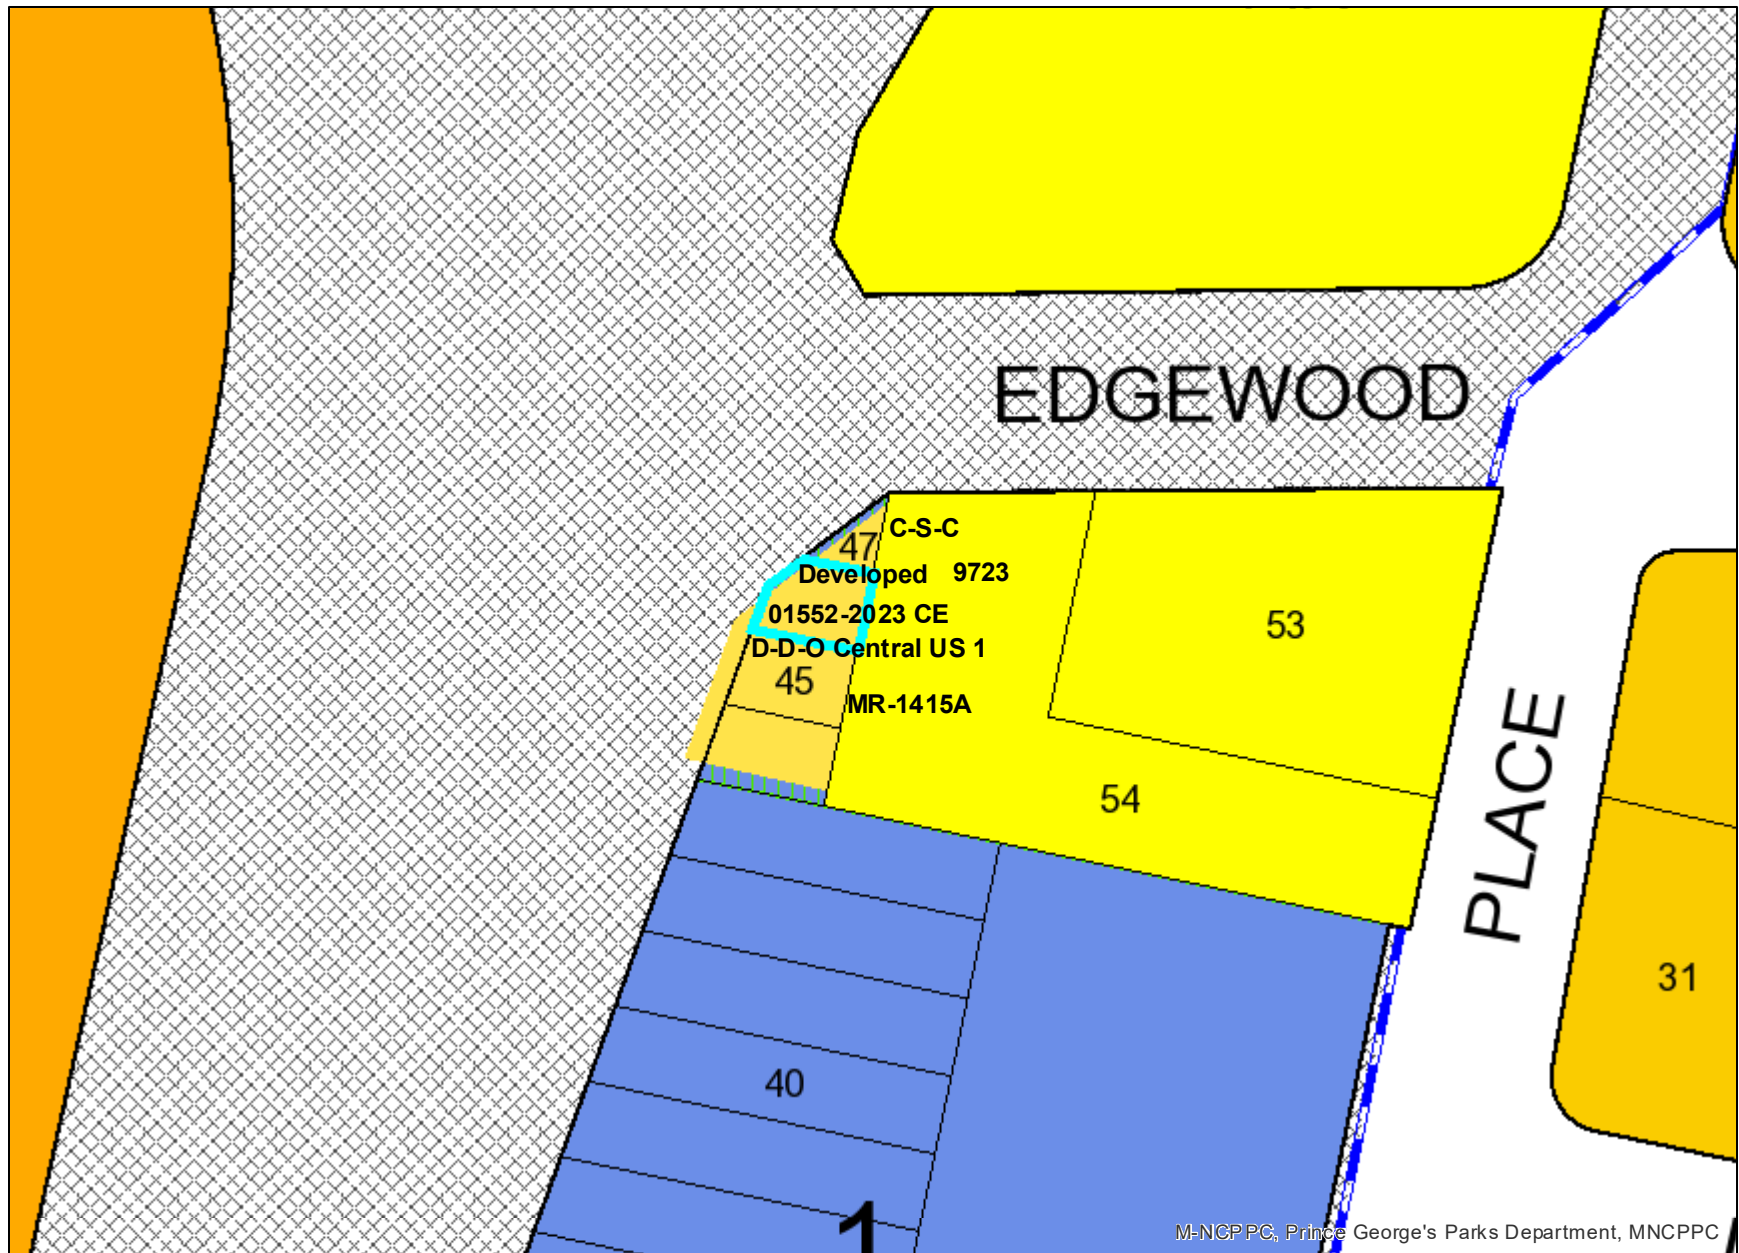 EDGEWOOD
C-S-C
47
Developed 9723
01552-2023 CE
53
D-D-O Central US 1
45
MR-1415A
54
PLACE
31
40
1
M-NCPPC, Prince George's Parks Department, MNCPPC